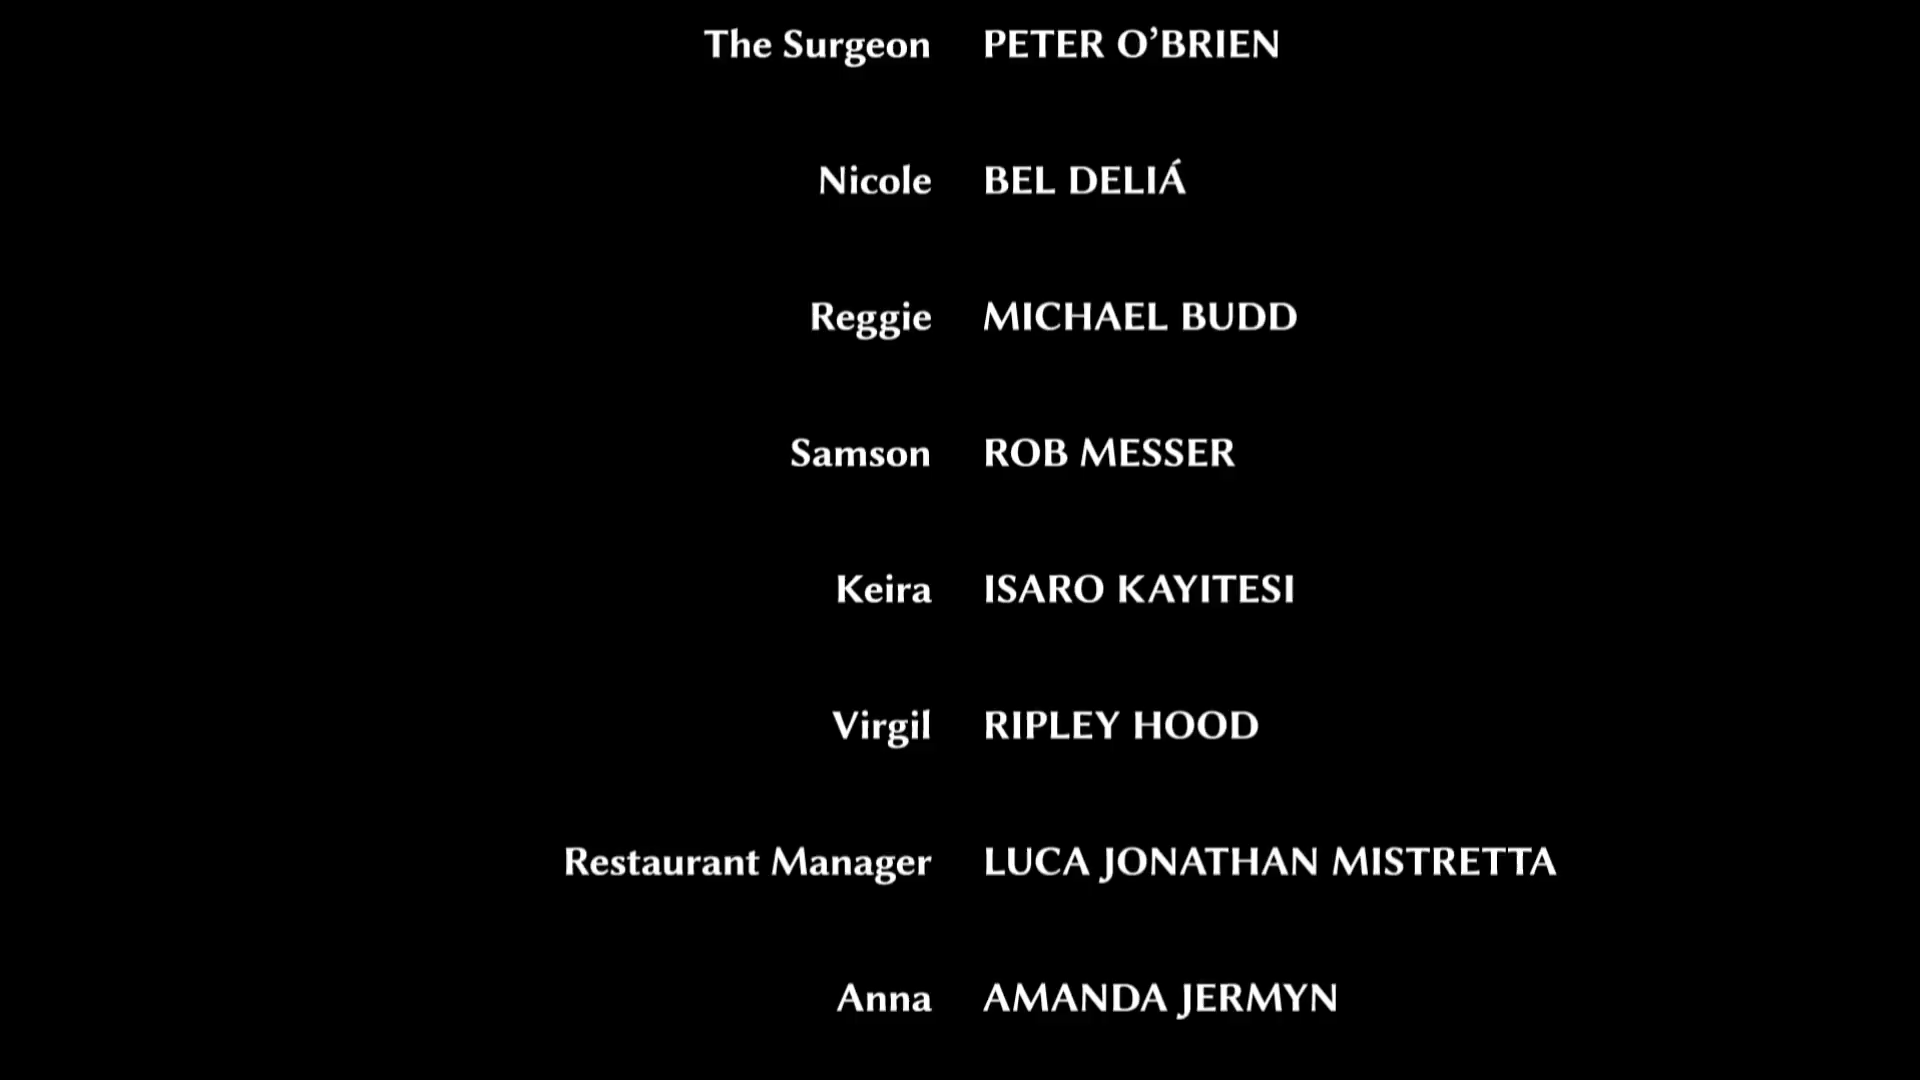 The Surgeon PETER O’BRIEN
Nicole BEL DELIÁ
Reggie MICHAEL BUDD
Samson ROB MESSER
Keira ISARO KAYITESI
Virgil RIPLEY HOOD
Restaurant Manager LUCA JONATHAN MISTRETTA
Anna AMANDA JERMYN